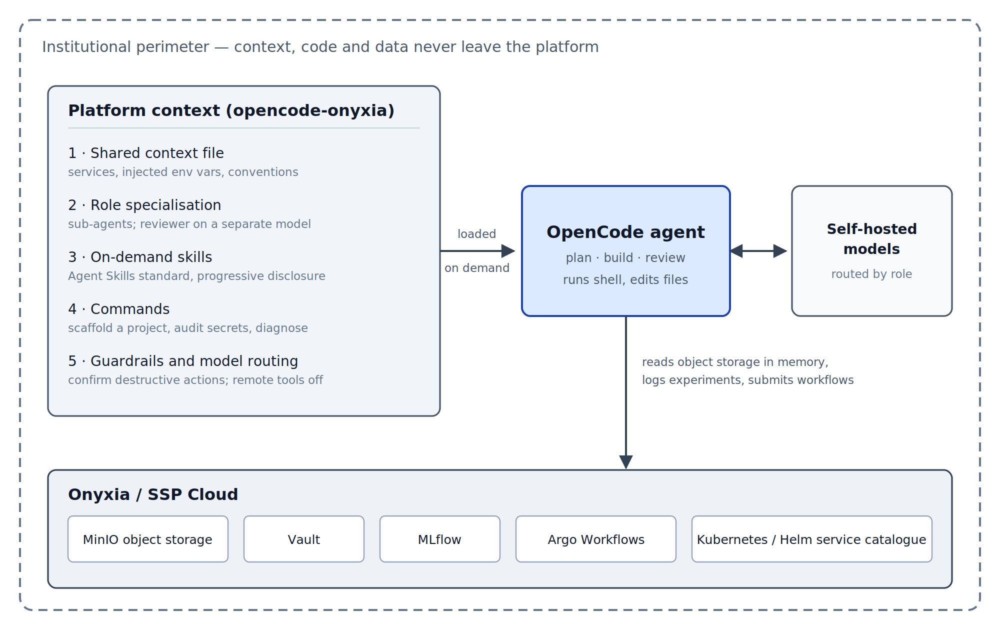 Institutional perimeter — context, code and data never leave the platform
Platform context (opencode-onyxia)
1 · Shared context file
services, injected env vars, conventions
2 · Role specialisation
sub-agents; reviewer on a separate model
3 · On-demand skills
Agent Skills standard, progressive disclosure
4 · Commands
scaffold a project, audit secrets, diagnose
5 · Guardrails and model routing
confirm destructive actions; remote tools off
loaded
on demand
OpenCode agent
plan · build · review
runs shell, edits files
Self-hosted
models
routed by role
reads object storage in memory,
logs experiments, submits workflows
Onyxia / SSP Cloud
MinIO object storage
Vault
MLflow
Argo Workflows
Kubernetes / Helm service catalogue